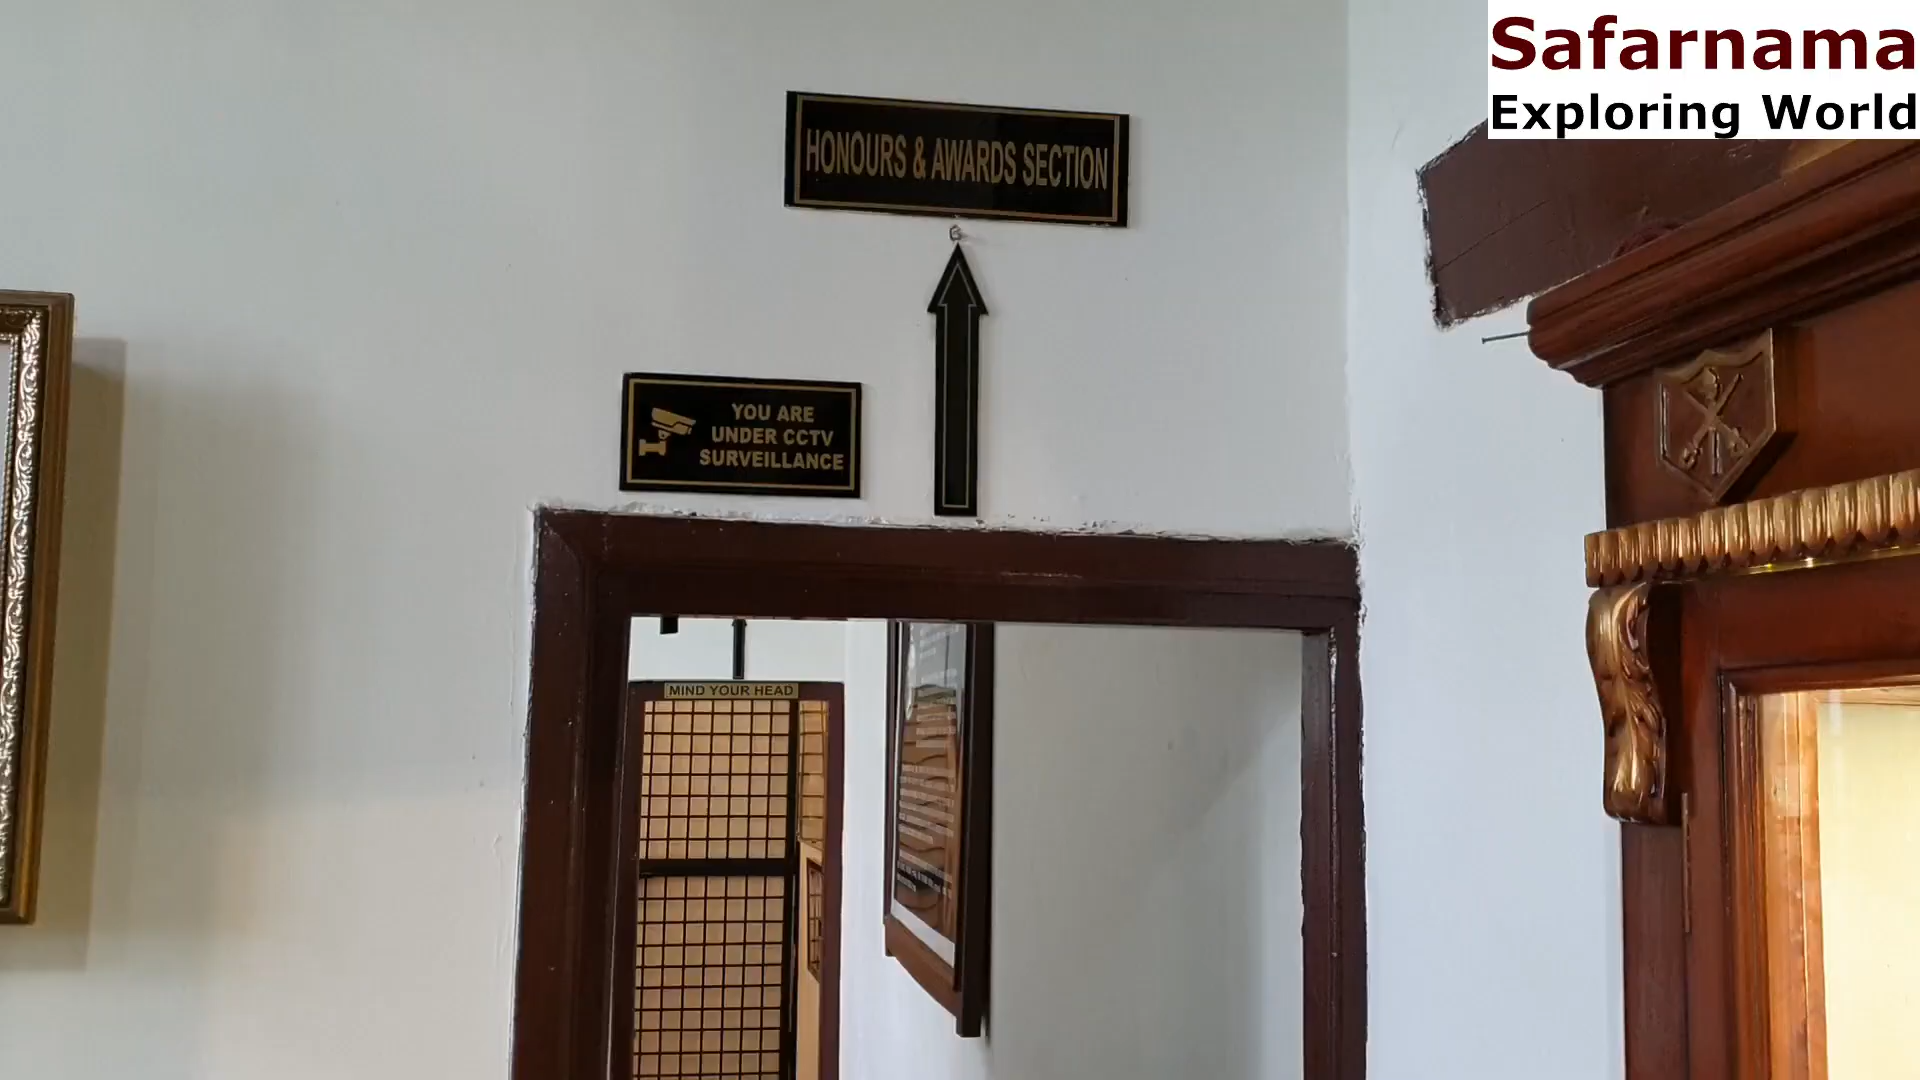 Safarnama
Exploring World
HONOURS & AWARDS SECTION
YOU ARE
UNDER CCTV
SURVEILLANCE
MIND YOUR HEAD